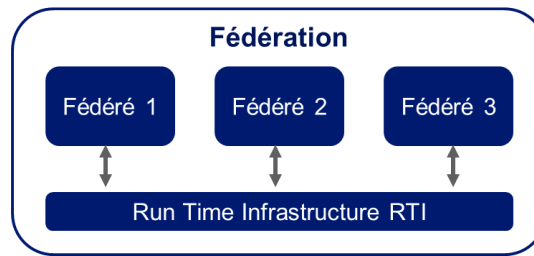 Fédération
Fédéré 1
Fédéré 2
Fédéré 3
Run Time Infrastructure RTI